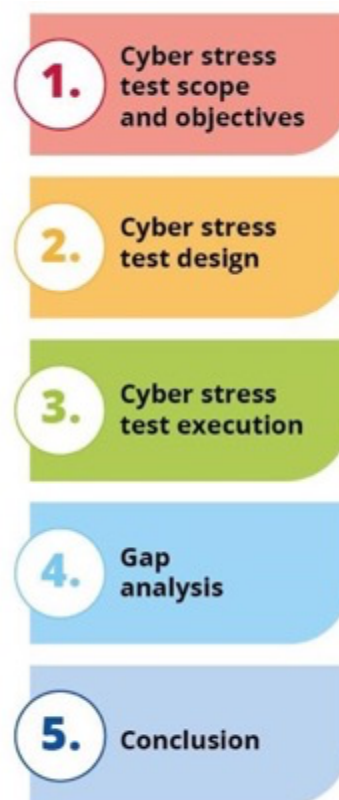 1.
Cyber stress
test scope
and objectives
2.
Cyber stress
test design
3.
Cyber stress
test execution
4.
Gap
analysis
5.
Conclusion